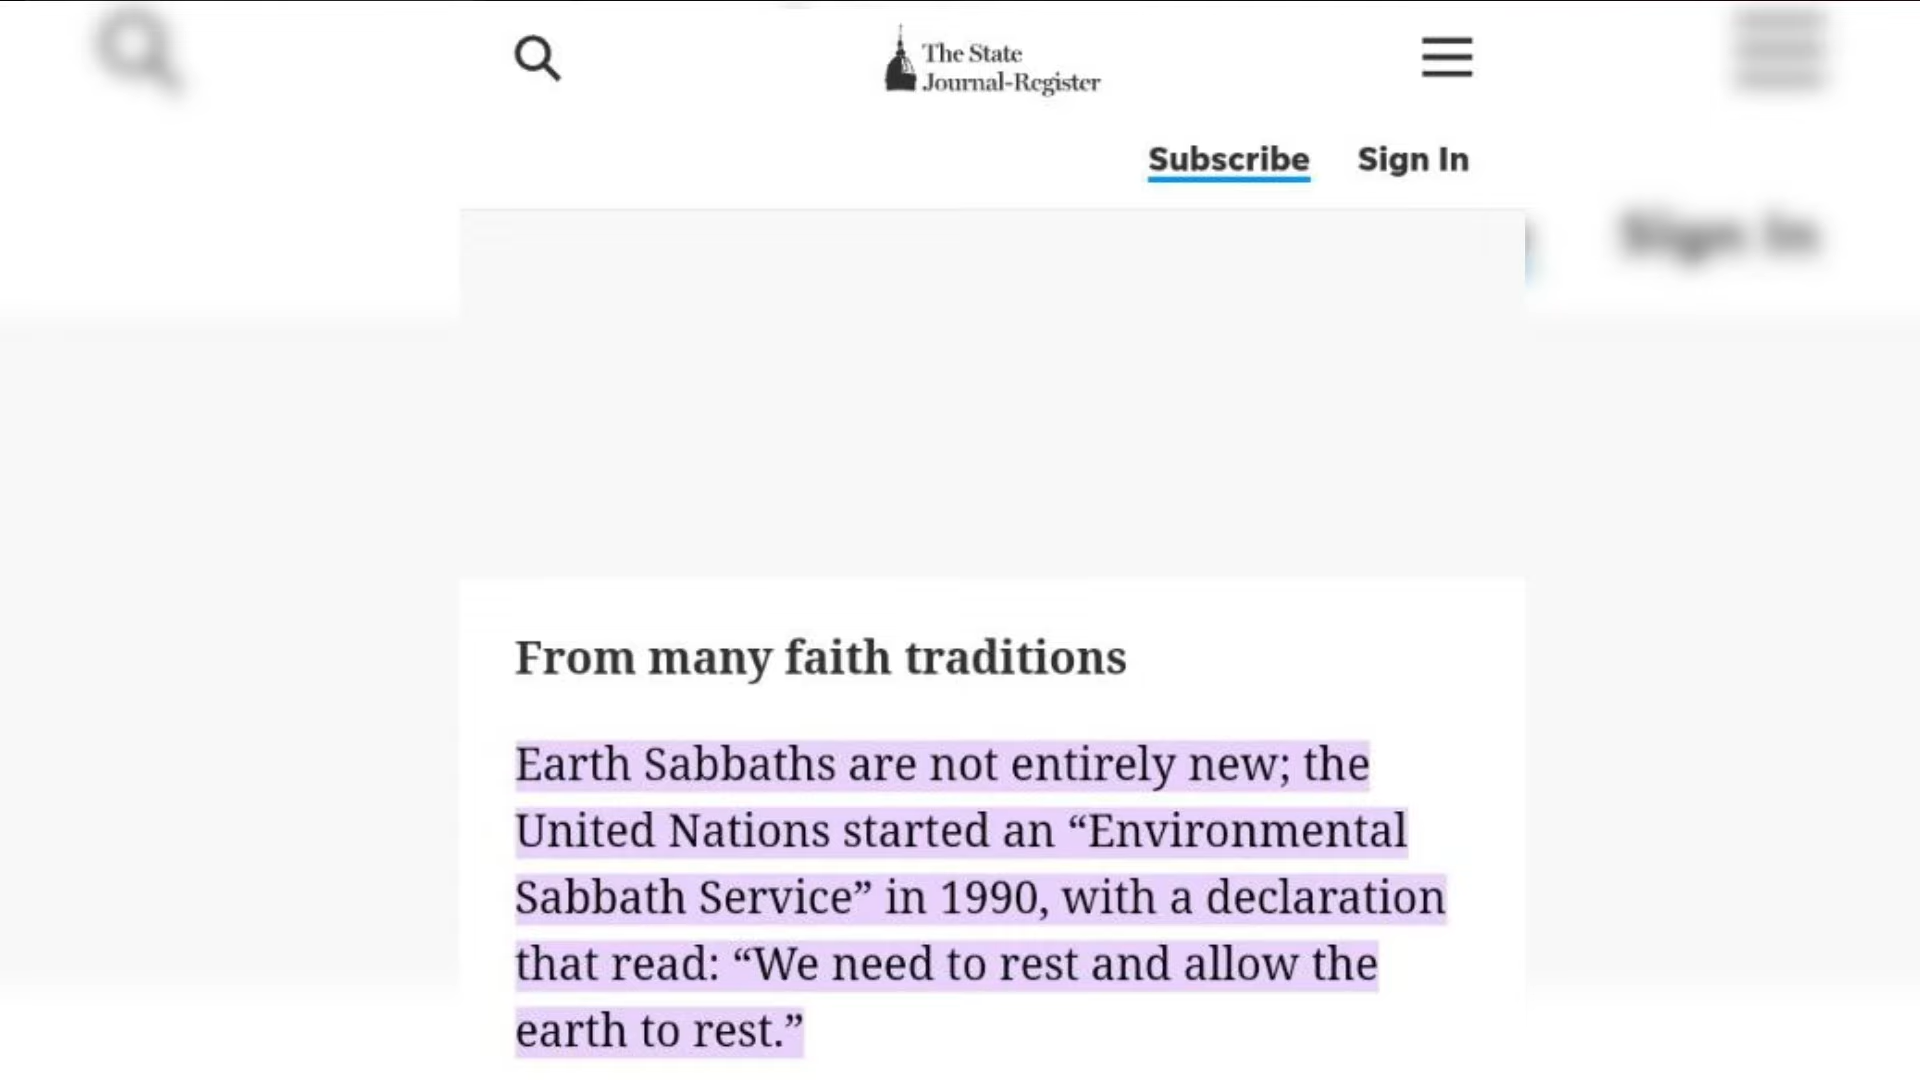 The State
Journal-Register
Subscribe Sign In
Sign In
From many faith traditions
Earth Sabbaths are not entirely new; the
United Nations started an “Environmental
Sabbath Service” in 1990, with a declaration
that read: “We need to rest and allow the
earth to rest.”